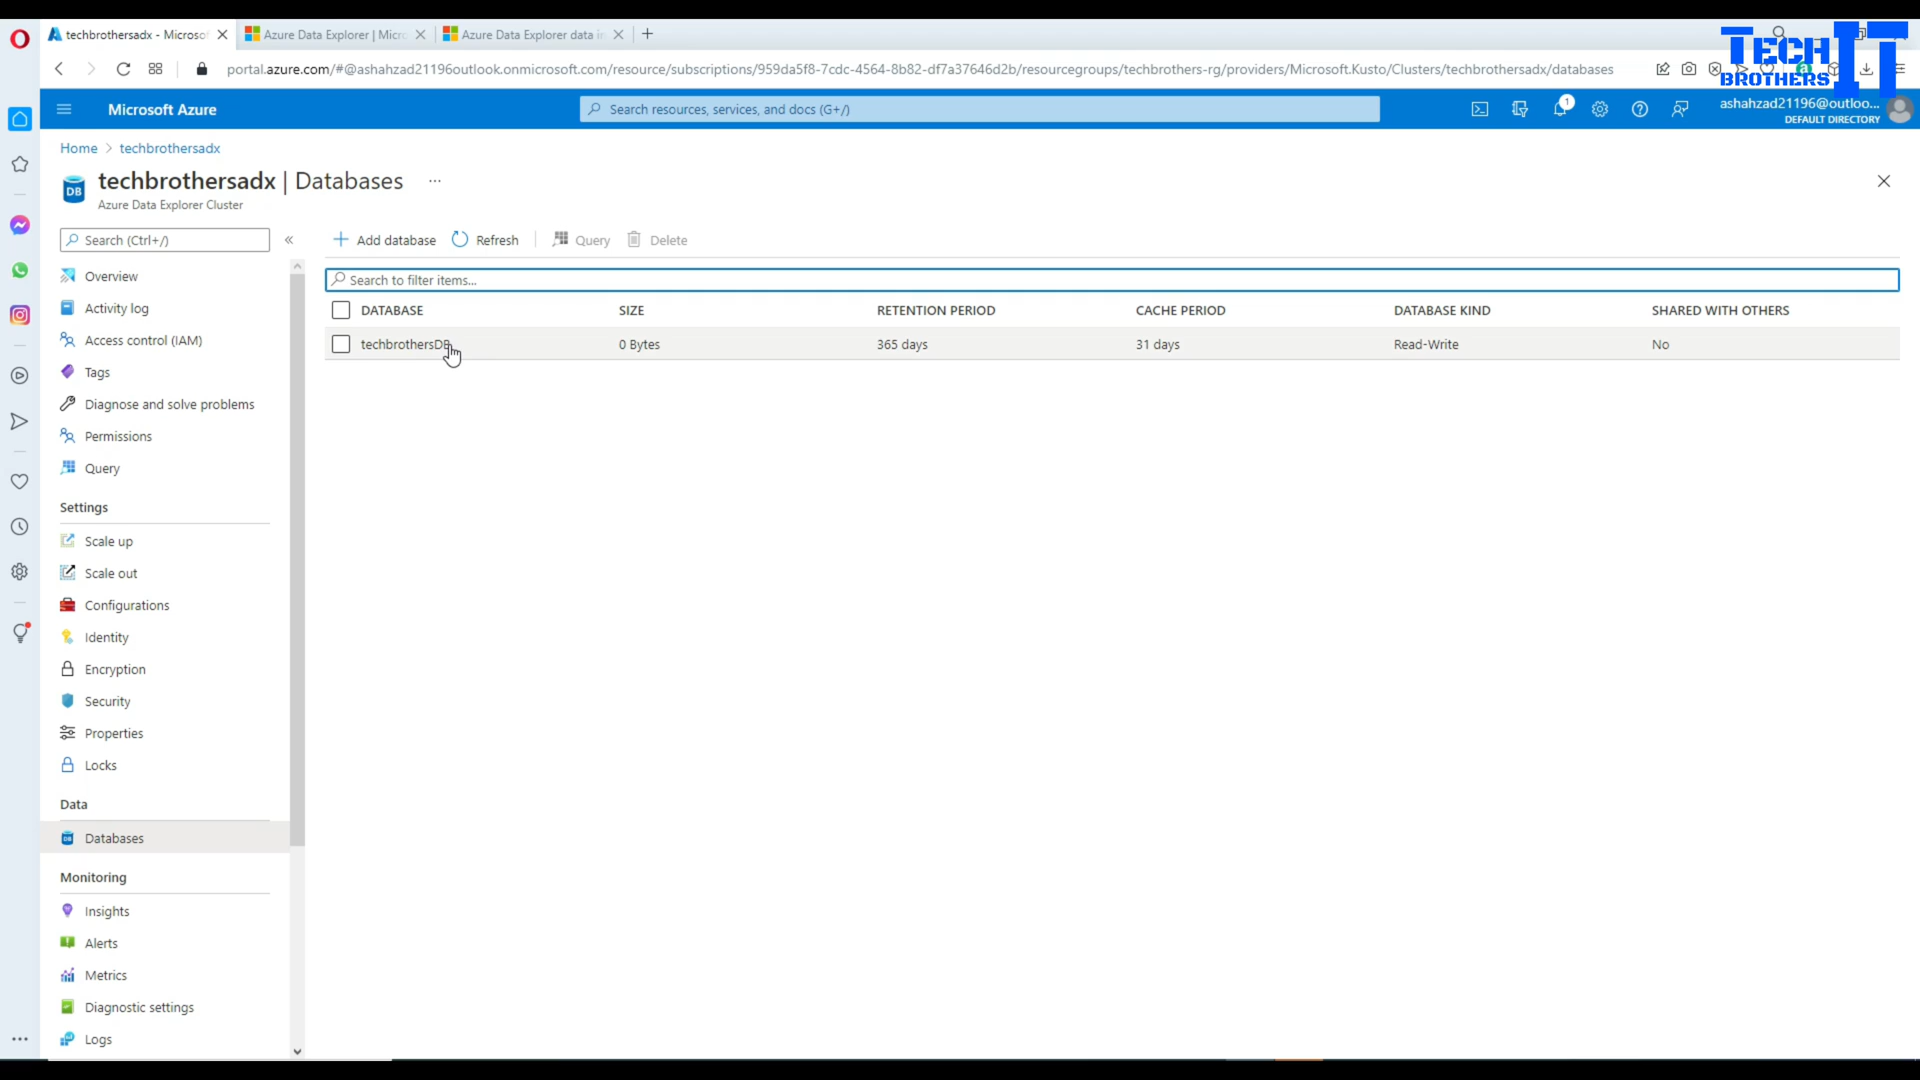 techbrothersadx - Microsof
Azure Data Explorer | Micro
Azure Data Explorer data in
portal.azure.com/#@ashahzad21196outlook.onmicrosoft.com/resource/subscriptions/959da5f8-7cdc-4564-8b82-df7a37646d2b/resourcegroups/techbrothers-rg/providers/Microsoft.Kusto/Clusters/techbrothersadx/databases
TECH IT
BROTHERS
Microsoft Azure
Search resources, services, and docs (G+/)
1
ashahzad21196@outloo...
DEFAULT DIRECTORY
Home > techbrothersadx
DB
techbrothersadx | Databases ...
Azure Data Explorer Cluster
Search (Ctrl+/)
«
+ Add database
Refresh
Query
Delete
Overview
Activity log
Access control (IAM)
Tags
Diagnose and solve problems
Permissions
Query
Settings
Scale up
Scale out
Configurations
Identity
Encryption
Security
Properties
Locks
Data
Databases
Monitoring
Insights
Alerts
Metrics
Diagnostic settings
Logs
Search to filter items...
DATABASE SIZE RETENTION PERIOD CACHE PERIOD DATABASE KIND SHARED WITH OTHERS
techbrothersDB 0 Bytes 365 days 31 days Read-Write No